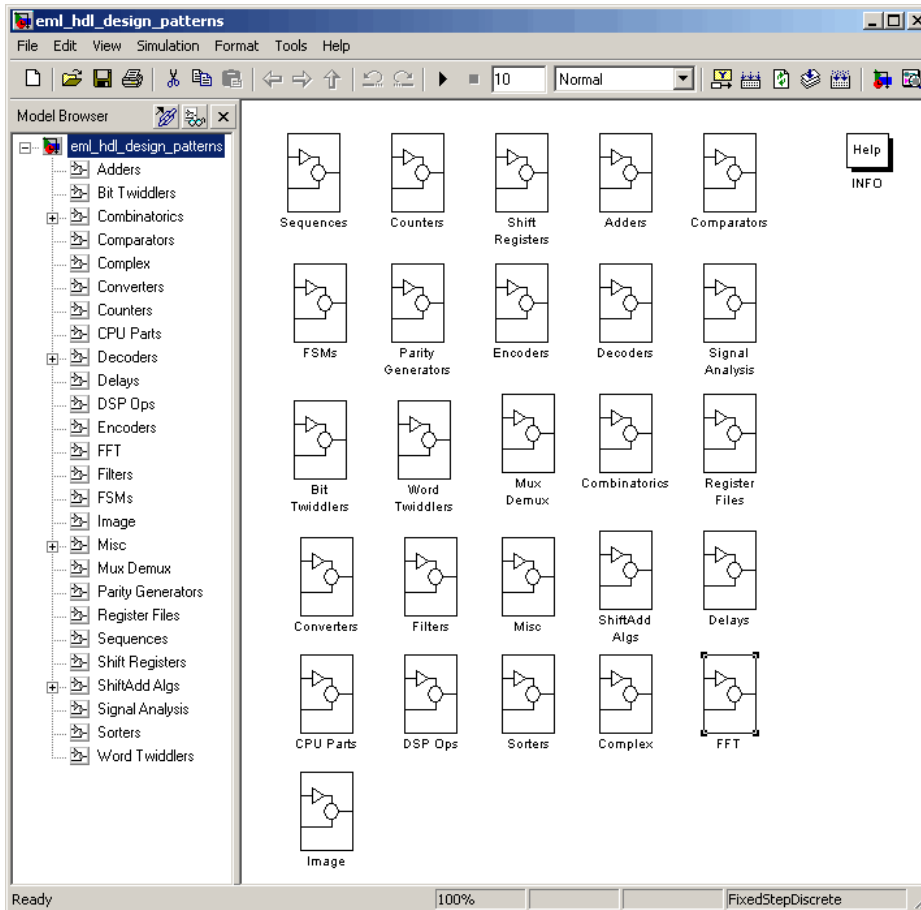 eml_hdl_design_patterns
File Edit View Simulation Format Tools Help
10 Normal
Model Browser
eml_hdl_design_patterns
Adders
Bit Twiddlers
Combinatorics
Comparators
Complex
Converters
Counters
CPU Parts
Decoders
Delays
DSP Ops
Encoders
FFT
Filters
FSMs
Image
Misc
Mux Demux
Parity Generators
Register Files
Sequences
Shift Registers
ShiftAdd Algs
Signal Analysis
Sorters
Word Twiddlers
Help
INFO
Sequences
Counters
Shift
Registers
Adders
Comparators
FSMs
Parity
Generators
Encoders
Decoders
Signal
Analysis
Bit
Twiddlers
Word
Twiddlers
Mux
Demux
Combinatorics
Register
Files
Converters
Filters
Misc
ShiftAdd
Algs
Delays
CPU Parts
DSP Ops
Sorters
Complex
FFT
Image
Ready 100% FixedStepDiscrete